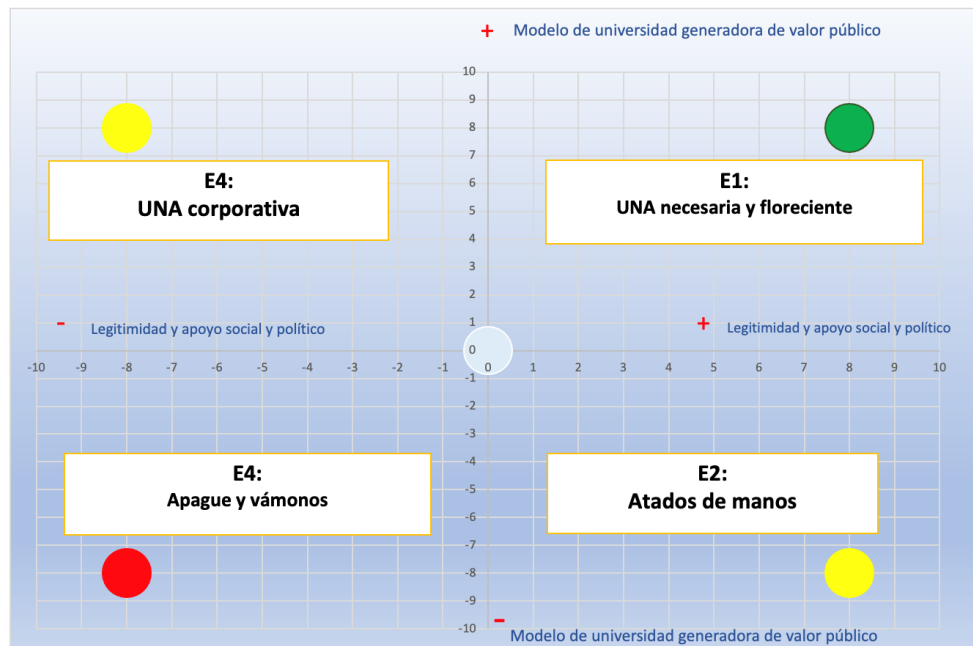 + Modelo de universidad generadora de valor público
10
9
8
7
6
5
4
3
2
1
0
-1
-2
-3
-4
-5
-6
-7
-8
-9
-10
E4:
UNA corporativa
E1:
UNA necesaria y floreciente
- Legitimidad y apoyo social y político
+ Legitimidad y apoyo social y político
-10 -9 -8 -7 -6 -5 -4 -3 -2 -1 0 1 2 3 4 5 6 7 8 9 10
E4:
Apague y vámonos
E2:
Atados de manos
- Modelo de universidad generadora de valor público